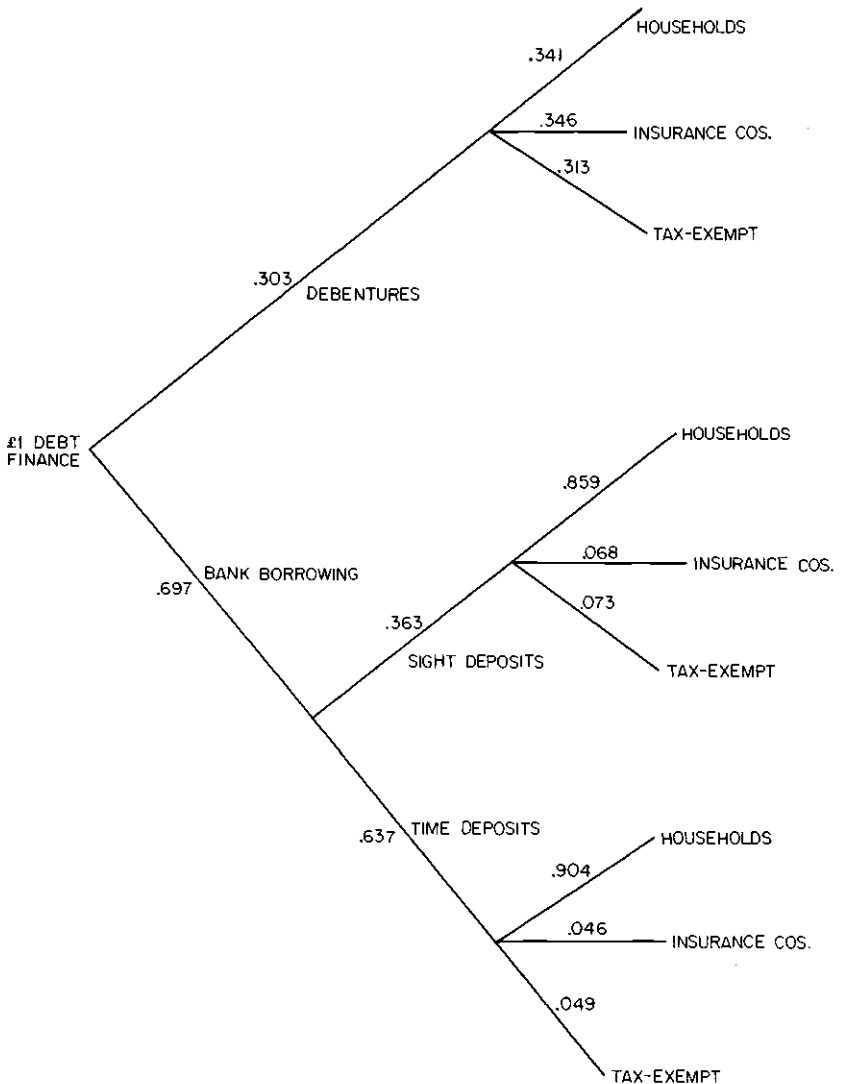 HOUSEHOLDS
.341
.346
INSURANCE COS.
.313
TAX-EXEMPT
.303
DEBENTURES
£1 DEBT
FINANCE
HOUSEHOLDS
.859
.068
INSURANCE COS.
BANK BORROWING
.697
.073
.363
SIGHT DEPOSITS
TAX-EXEMPT
TIME DEPOSITS
.637
HOUSEHOLDS
.904
.046
INSURANCE COS.
.049
TAX-EXEMPT